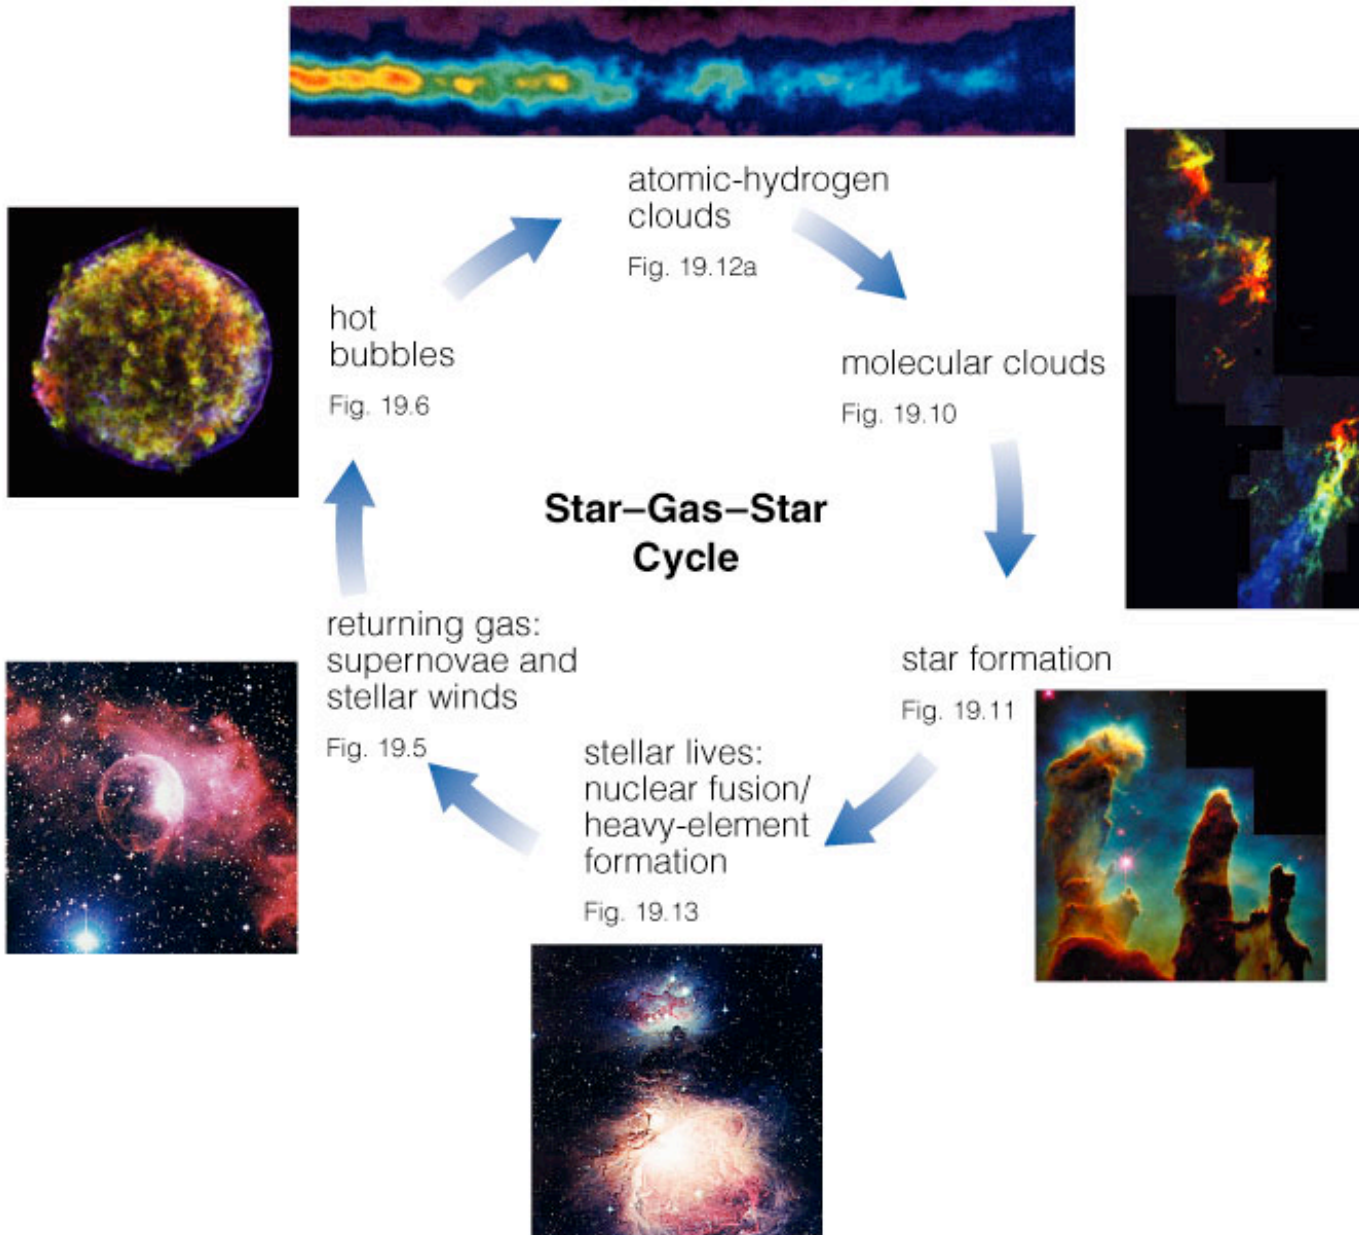 atomic-hydrogen
clouds
Fig. 19.12a
hot
bubbles
Fig. 19.6
molecular clouds
Fig. 19.10
Star–Gas–Star
Cycle
returning gas:
supernovae and
stellar winds
Fig. 19.5
star formation
Fig. 19.11
stellar lives:
nuclear fusion/
heavy-element
formation
Fig. 19.13